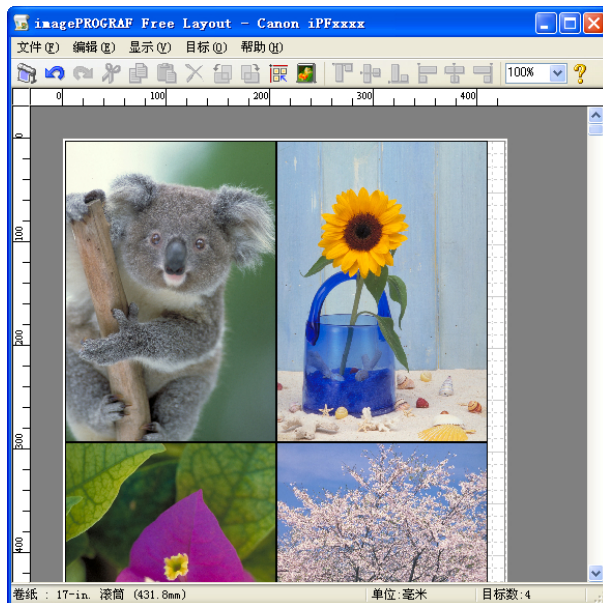 imagePROGRAF Free Layout - Canon iPFxxxx
文件(F) 编辑(E) 显示(V) 目标(O) 帮助(H)
100%
0 100 200 300 400
0
100
200
300
400
卷纸 : 17-in. 滚筒 (431.8mm) 单位:毫米 目标数:4